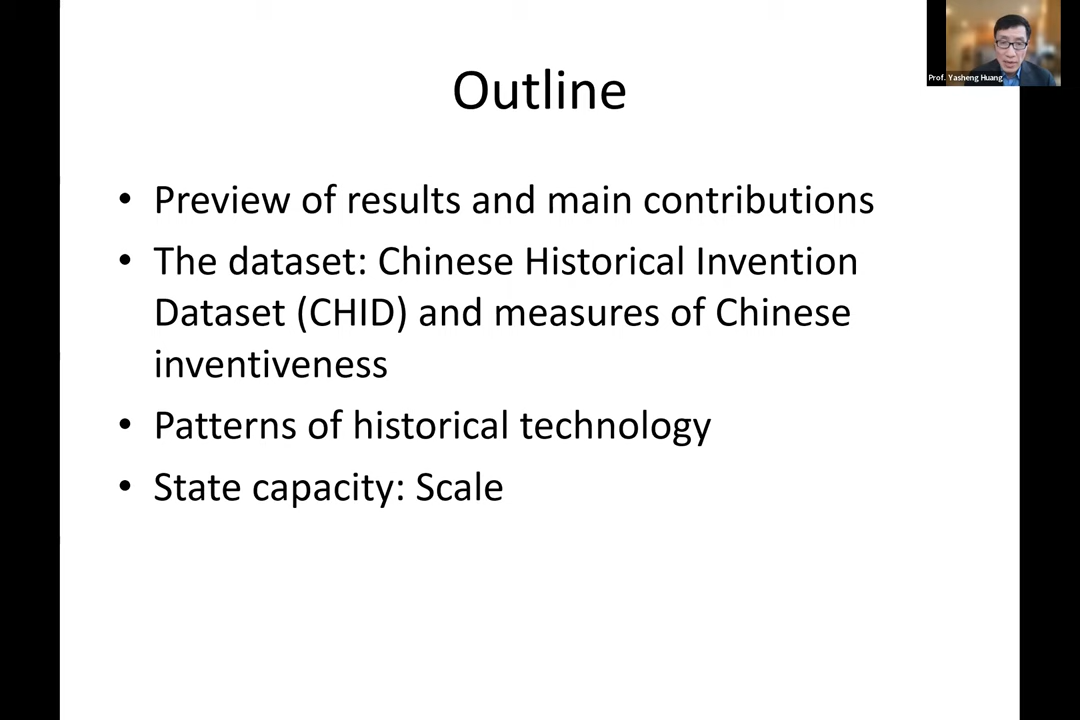 Prof. Yasheng Huang
Outline
• Preview of results and main contributions
• The dataset: Chinese Historical Invention
Dataset (CHID) and measures of Chinese
inventiveness
• Patterns of historical technology
• State capacity: Scale